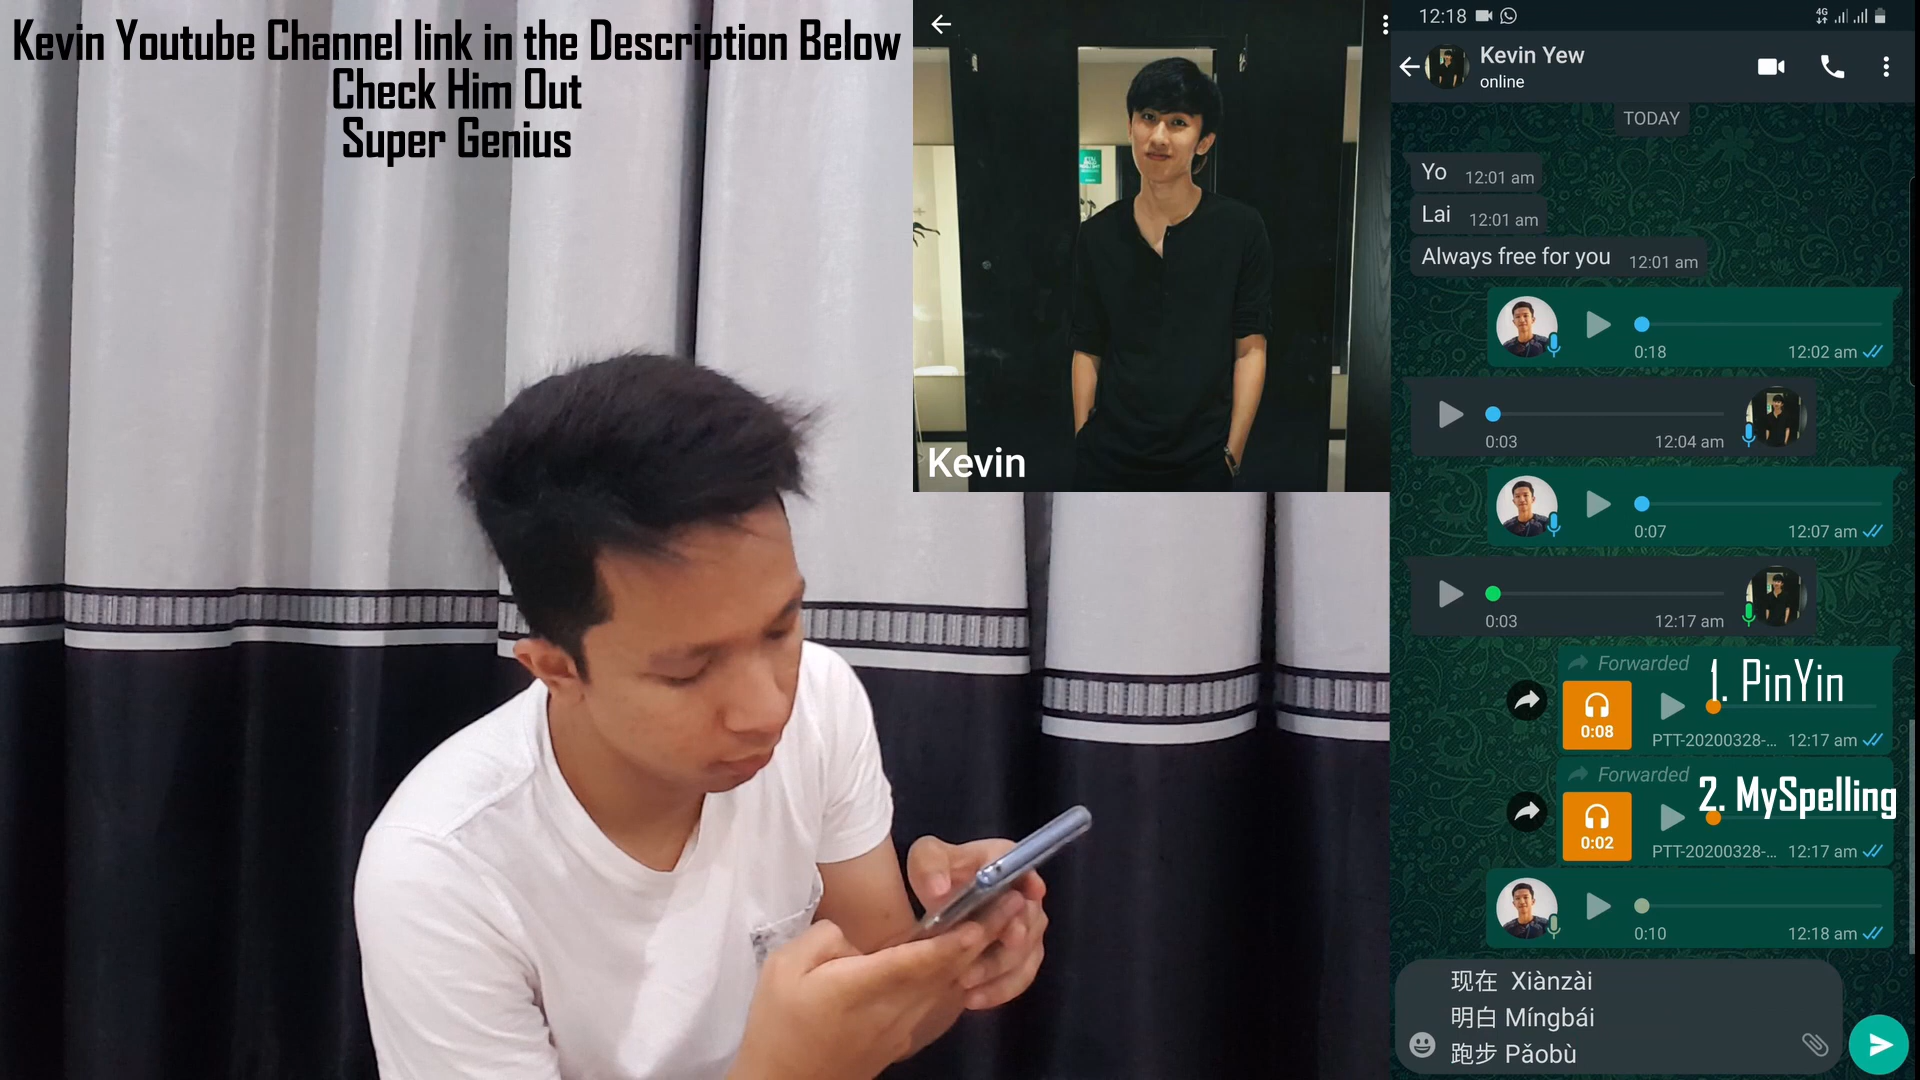 Kevin Youtube Channel link in the Description Below
Check Him Out
Super Genius
Kevin
12:18
4G
Kevin Yew
online
TODAY
Yo 12:01 am
Lai 12:01 am
Always free for you 12:01 am
0:18 12:02 am
0:03 12:04 am
0:07 12:07 am
0:03 12:17 am
Forwarded
1. PinYin
0:08 PTT-20200328-... 12:17 am
Forwarded
2. MySpelling
0:02 PTT-20200328-... 12:17 am
0:10 12:18 am
现在 Xiànzài
明白 Míngbái
跑步 Pǎobù